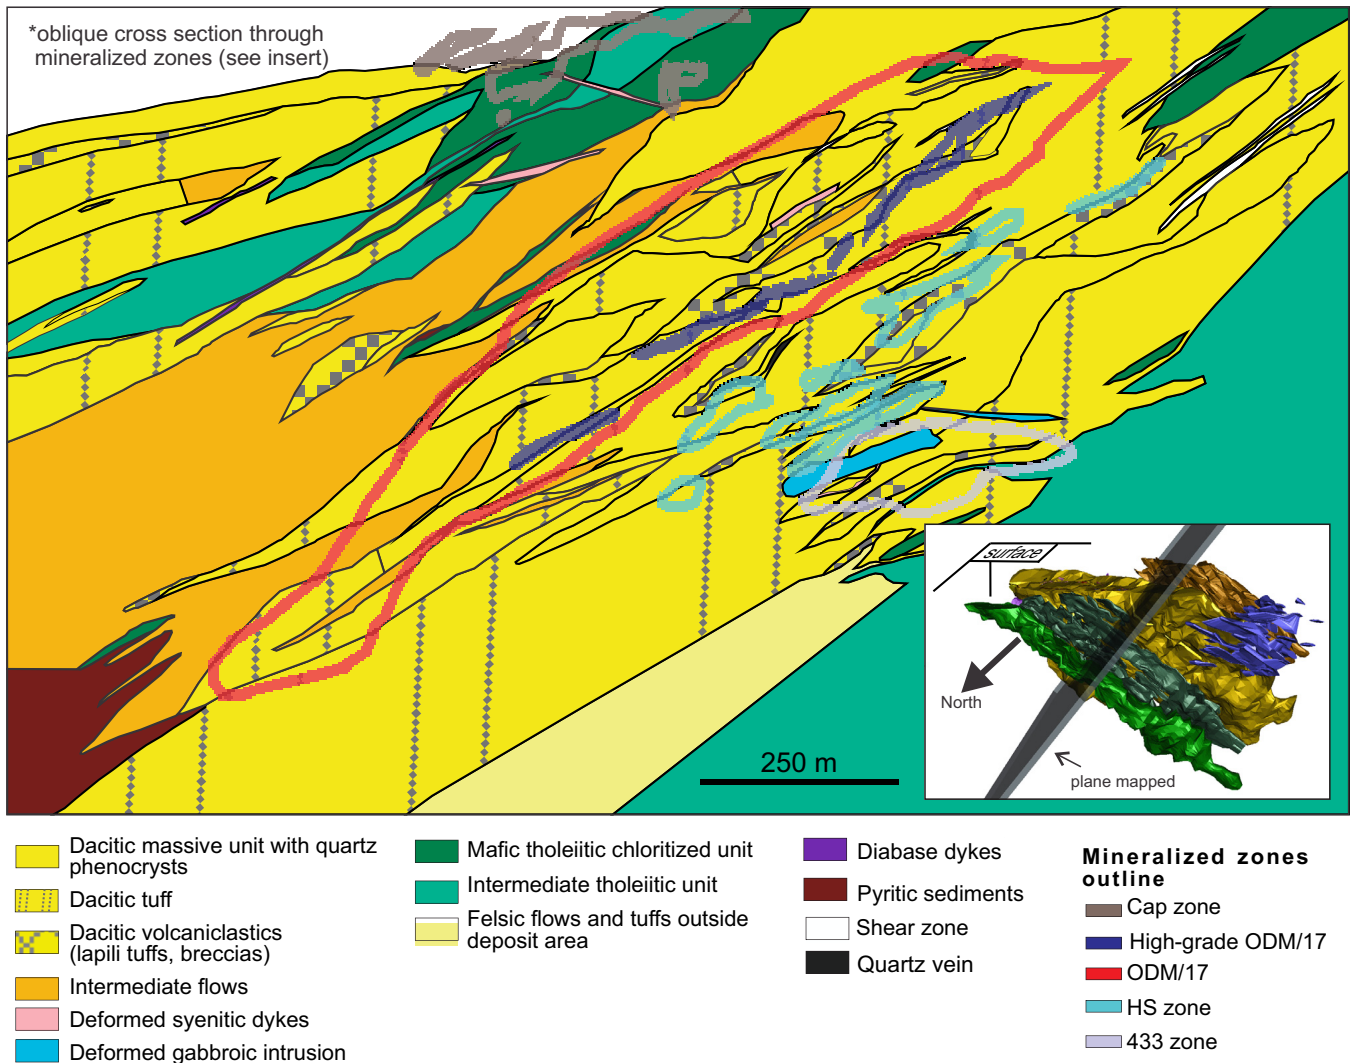 *oblique cross section through
mineralized zones (see insert)
surface
North
plane mapped
250 m
Dacitic massive unit with quartz
phenocrysts
Dacitic tuff
Dacitic volcaniclastics
(lapili tuffs, breccias)
Intermediate flows
Deformed syenitic dykes
Deformed gabbroic intrusion
Mafic tholeiitic chloritized unit
Intermediate tholeiitic unit
Felsic flows and tuffs outside
deposit area
Diabase dykes
Pyritic sediments
Shear zone
Quartz vein
Mineralized zones
outline
Cap zone
High-grade ODM/17
ODM/17
HS zone
433 zone